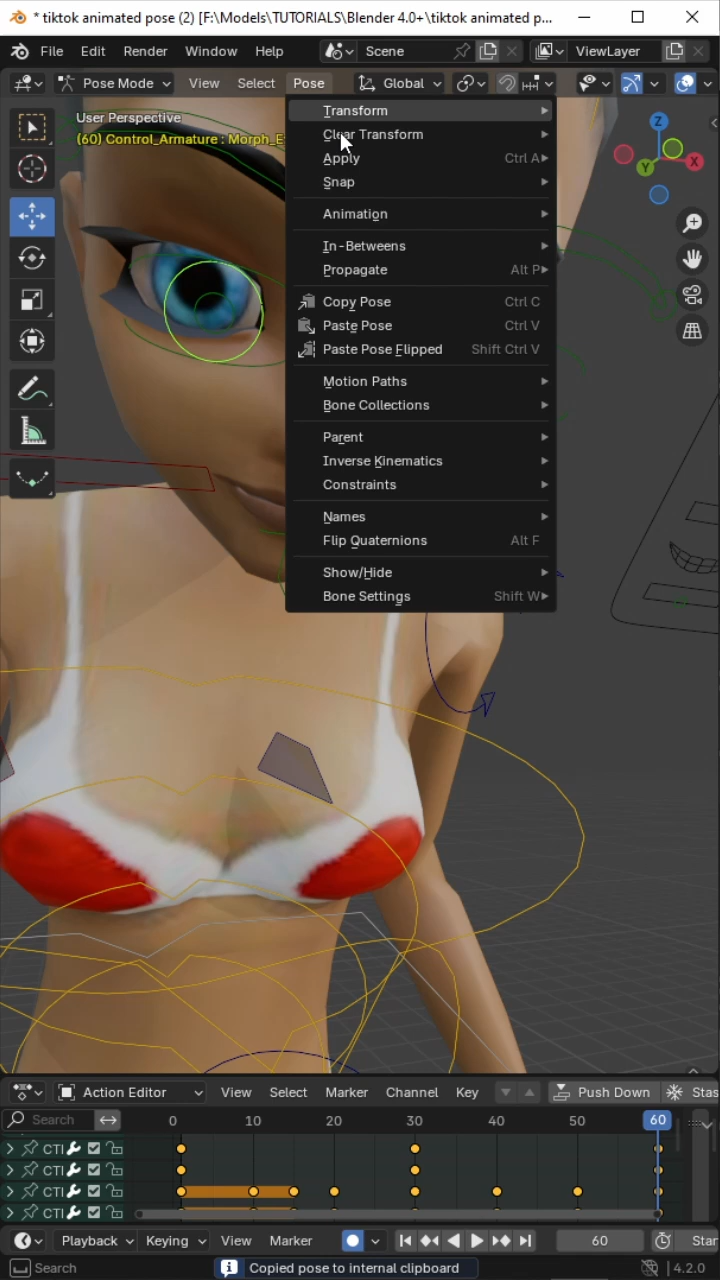 * tiktok animated pose (2) [F:\Models\TUTORIALS\Blender 4.0+\tiktok animated p...
File Edit Render Window Help Scene ViewLayer
Pose Mode View Select Pose Global
User Perspective
(60) Control_Armature : Morph_E
Transform
Clear Transform
Apply Ctrl A
Snap
Animation
In-Betweens
Propagate Alt P
Copy Pose Ctrl C
Paste Pose Ctrl V
Paste Pose Flipped Shift Ctrl V
Motion Paths
Bone Collections
Parent
Inverse Kinematics
Constraints
Names
Flip Quaternions Alt F
Show/Hide
Bone Settings Shift W
Z
Y X
Action Editor View Select Marker Channel Key Push Down Stas
Search 0 10 20 30 40 50 60
CTI
CTI
CTI
CTI
Playback Keying View Marker 60 Star
Search Copied pose to internal clipboard 4.2.0